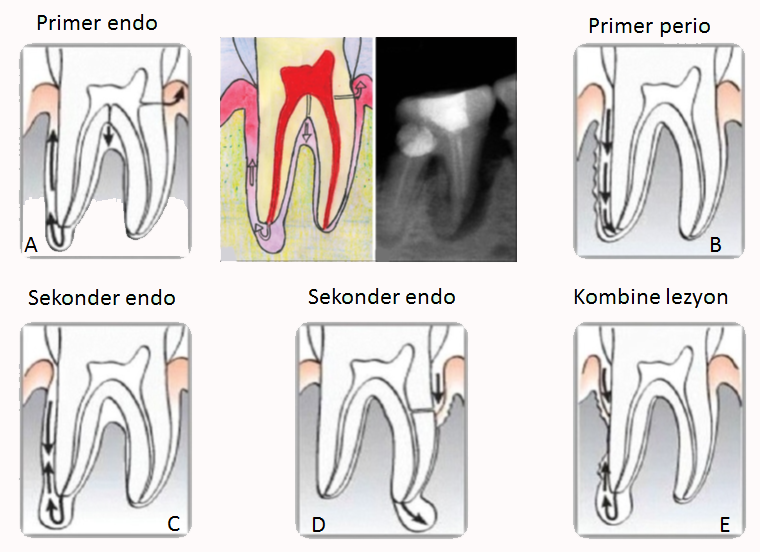 Primer endo
Primer perio
A
B
Sekonder endo
Sekonder endo
Kombine lezyon
C
D
E